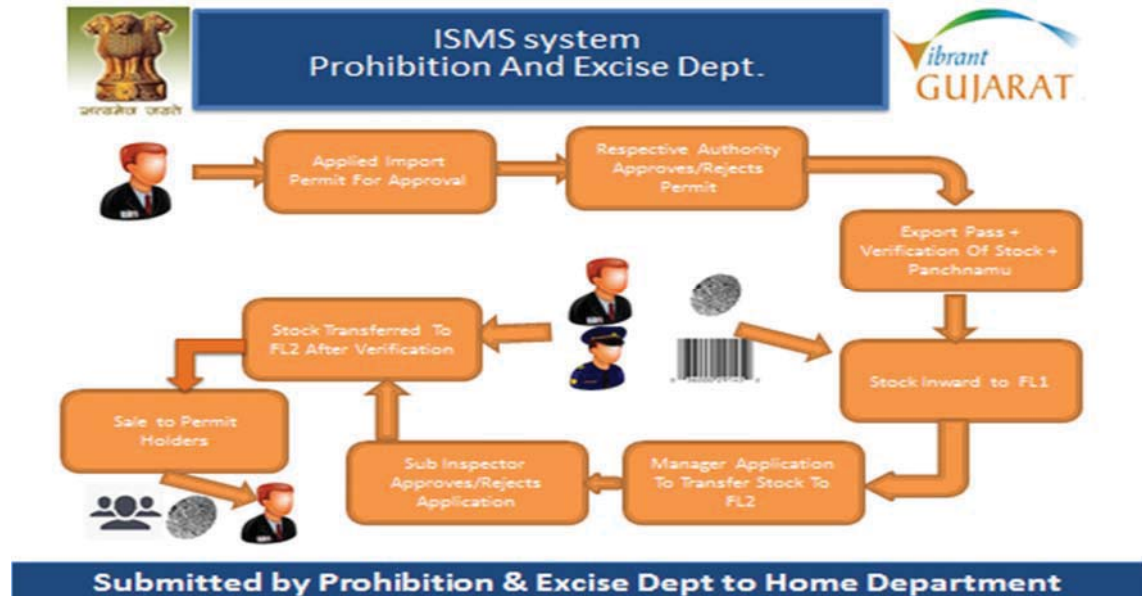 ISMS system
Prohibition And Excise Dept.
सत्यमेव जयते
Vibrant
GUJARAT
Applied Import
Permit For Approval
Respective Authority
Approves/Rejects
Permit
Export Pass +
Verification Of Stock +
Panchnamu
Stock Transferred To
FL2 After Verification
Stock Inward to FL1
Sale to Permit
Holders
Sub Inspector
Approves/Rejects
Application
Manager Application
To Transfer Stock To
FL2
Submitted by Prohibition & Excise Dept to Home Department